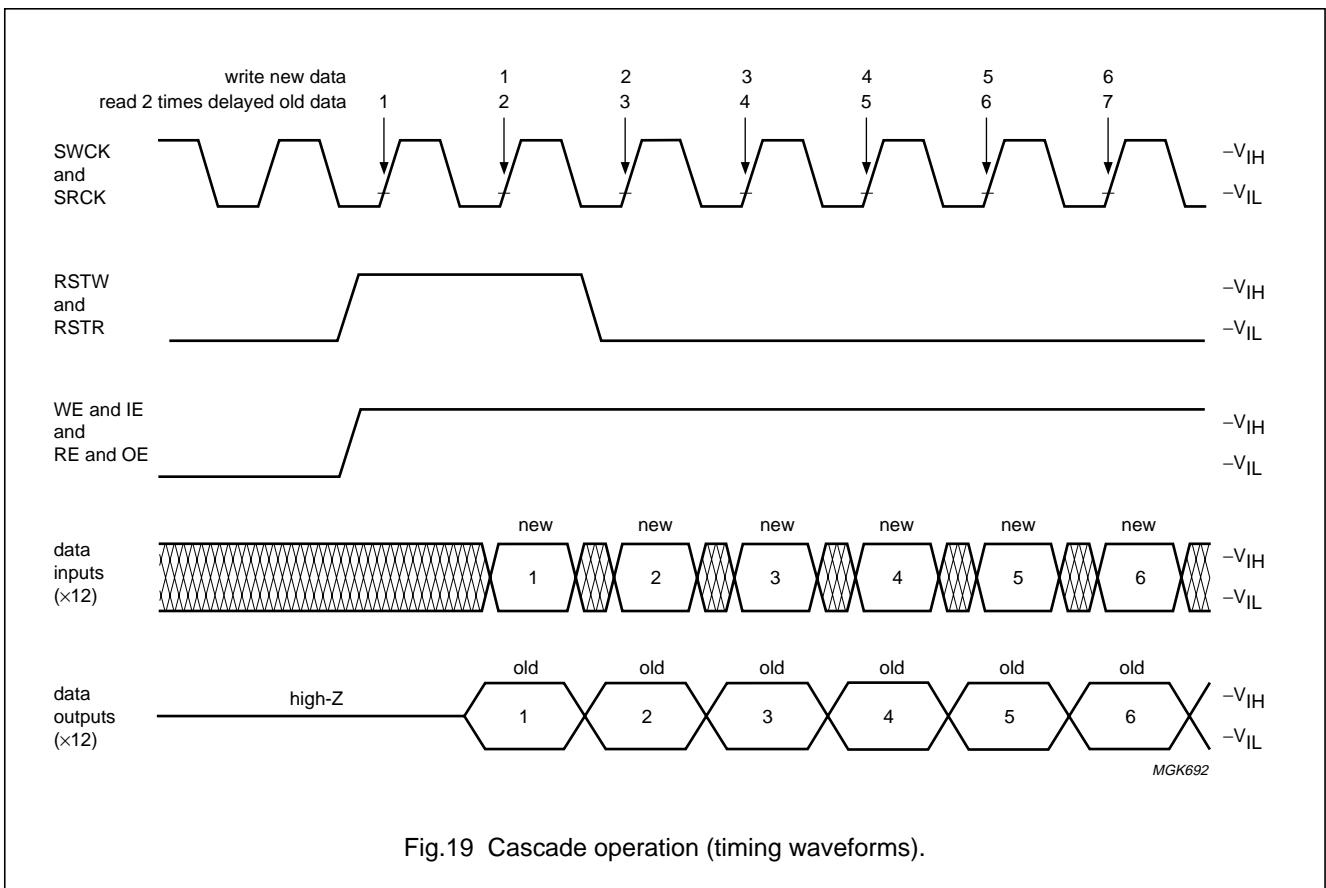 write new data 1 2 3 4 5 6
read 2 times delayed old data 1 2 3 4 5 6 7
SWCK
and
SRCK
–VIH
–VIL
RSTW
and
RSTR
–VIH
–VIL
WE and IE
and
RE and OE
–VIH
–VIL
new new new new new new
data
inputs
(×12)
1 2 3 4 5 6
–VIH
–VIL
old old old old old old
data
outputs
(×12)
high-Z
1 2 3 4 5 6
–VIH
–VIL
MGK692
Fig.19 Cascade operation (timing waveforms).